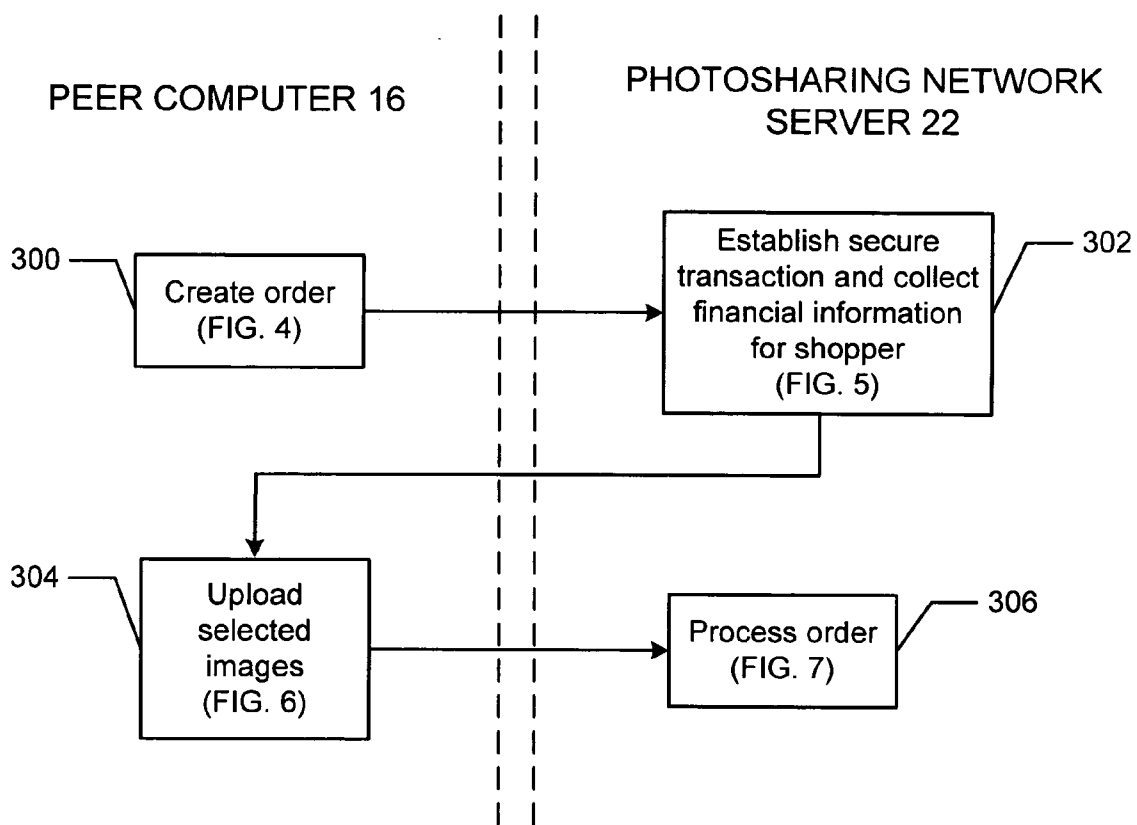 PEER COMPUTER 16
PHOTOSHARING NETWORK
SERVER 22
300
Create order
(FIG. 4)
Establish secure
transaction and collect
financial information
for shopper
(FIG. 5)
302
304
Upload
selected
images
(FIG. 6)
Process order
(FIG. 7)
306